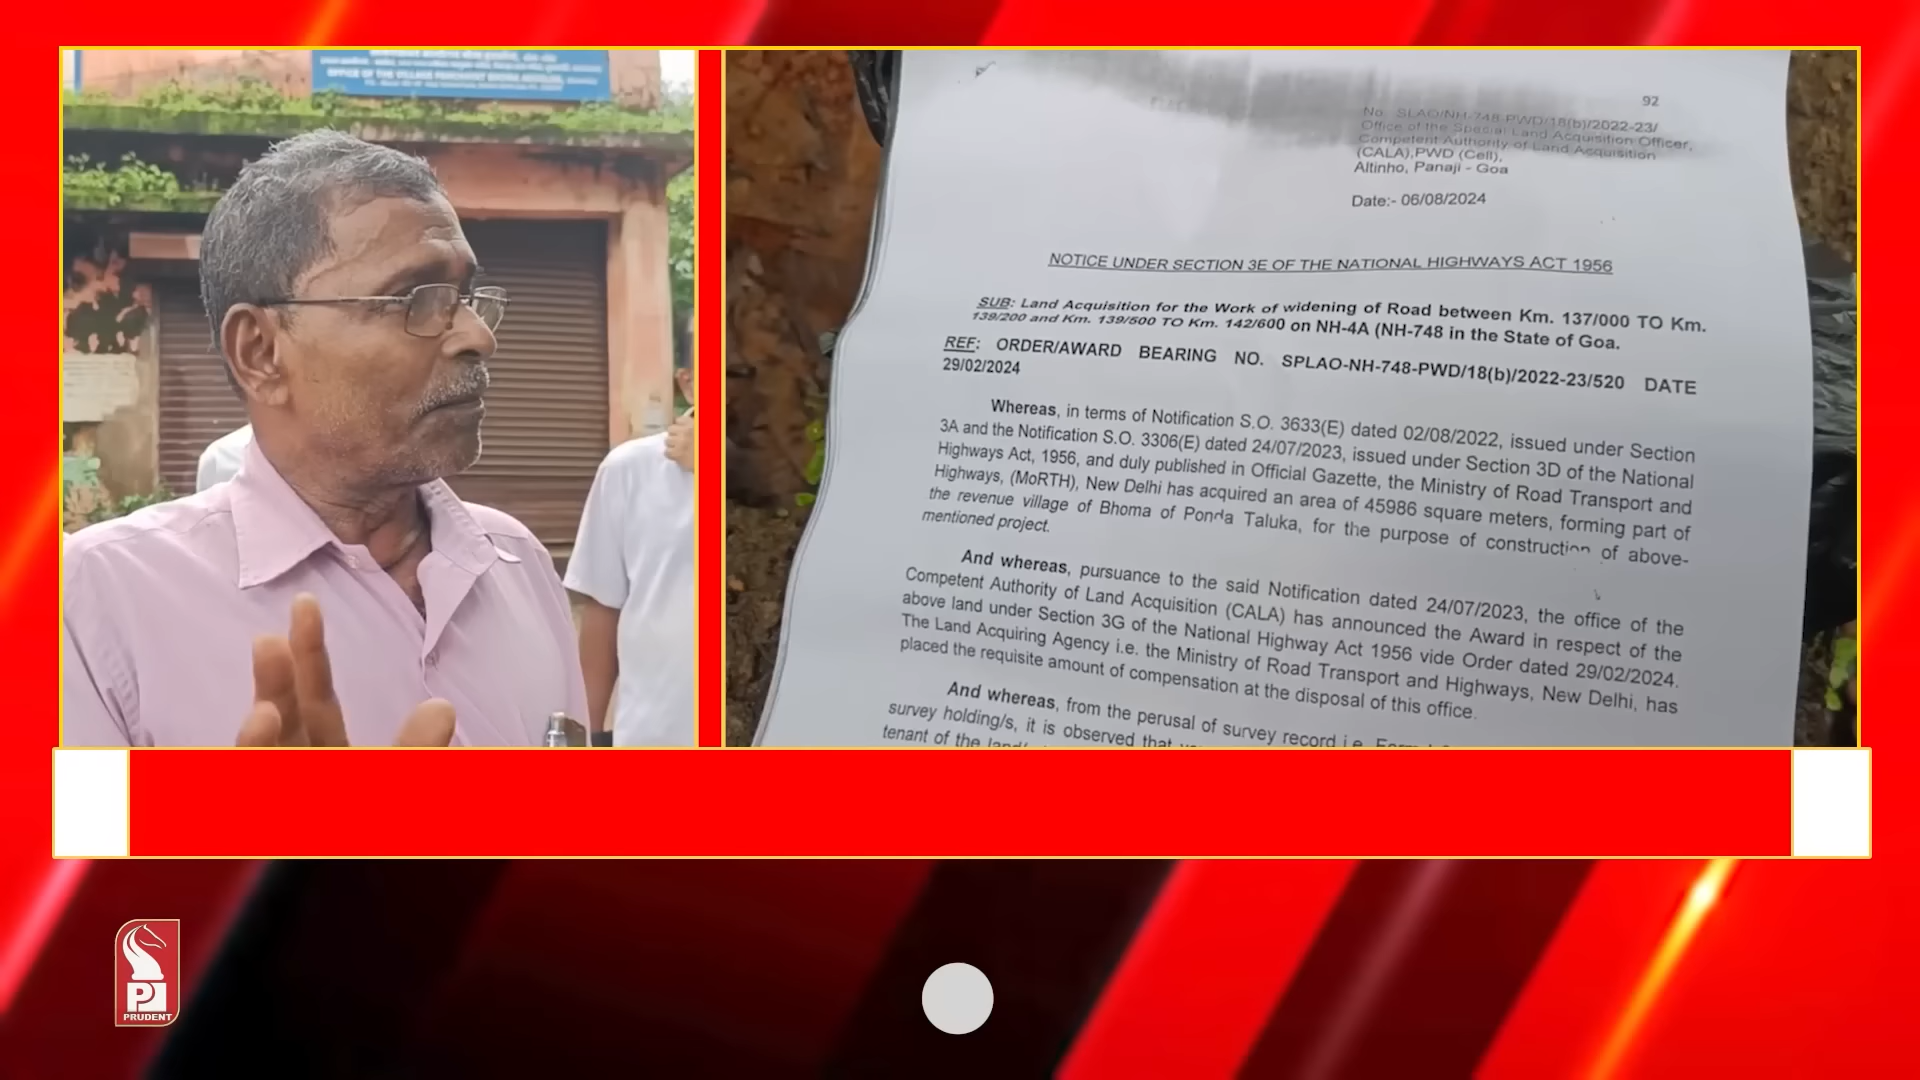 OFFICE OF THE VILLAGE PANCHAYAT
92
No: SLAO/NH-748-PWD/18(b)/2022-23/
Office of the Special Land Acquisition Officer,
Competent Authority of Land Acquisition
(CALA),PWD (Cell),
Altinho, Panaji - Goa
Date:- 06/08/2024
NOTICE UNDER SECTION 3E OF THE NATIONAL HIGHWAYS ACT 1956
SUB: Land Acquisition for the Work of widening of Road between Km. 137/000 TO Km.
139/200 and Km. 139/600 TO Km. 142/600 on NH-4A (NH-748 in the State of Goa.
REF: ORDER/AWARD BEARING NO. SPLAO-NH-748-PWD/18(b)/2022-23/520 DATE
29/02/2024
Whereas, in terms of Notification S.O. 3633(E) dated 02/08/2022, issued under Section
3A and the Notification S.O. 3306(E) dated 24/07/2023, issued under Section 3D of the National
Highways Act, 1956, and duly published in Official Gazette, the Ministry of Road Transport and
Highways, (MoRTH), New Delhi has acquired an area of 45986 square meters, forming part of
the revenue village of Bhoma of Ponda Taluka, for the purpose of construction of above-
mentioned project.
And whereas, pursuance to the said Notification dated 24/07/2023, the office of the
Competent Authority of Land Acquisition (CALA) has announced the Award in respect of the
above land under Section 3G of the National Highway Act 1956 vide Order dated 29/02/2024.
The Land Acquiring Agency i.e. the Ministry of Road Transport and Highways, New Delhi, has
placed the requisite amount of compensation at the disposal of this office.
And whereas, from the perusal of survey record i.e.
survey holding/s, it is observed that
tenant of the
P
PRUDENT